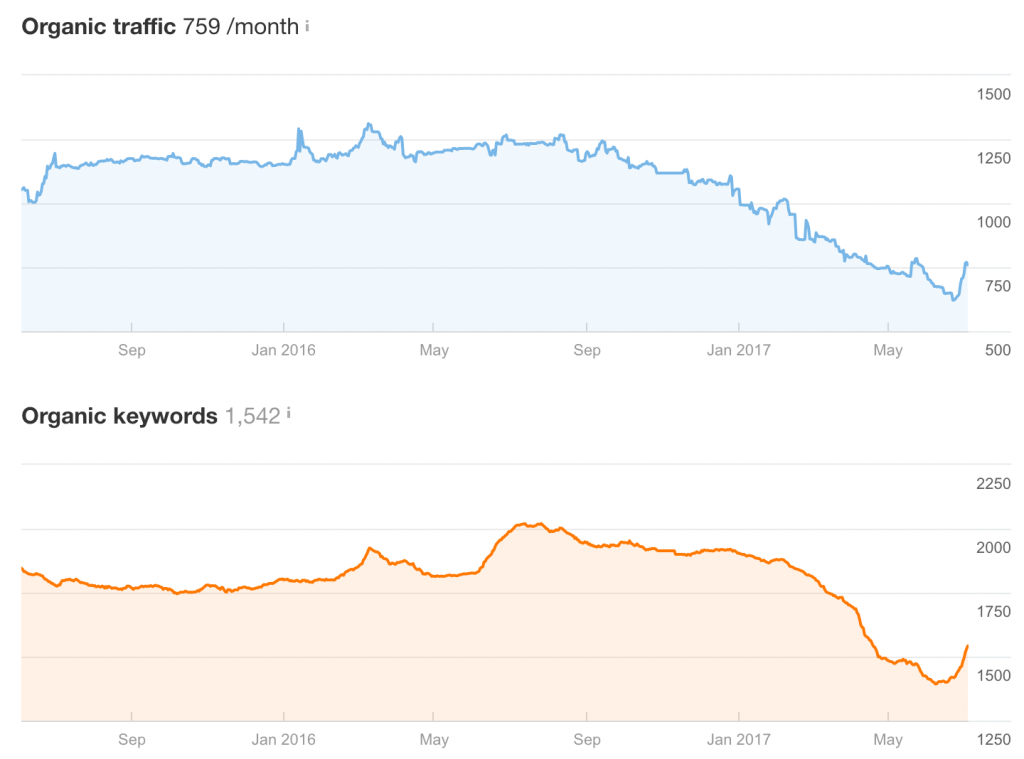 Organic traffic 759 /month i
1500
1250
1000
750
Sep Jan 2016 May Sep Jan 2017 May 500
Organic keywords 1,542 i
2250
2000
1750
1500
Sep Jan 2016 May Sep Jan 2017 May 1250